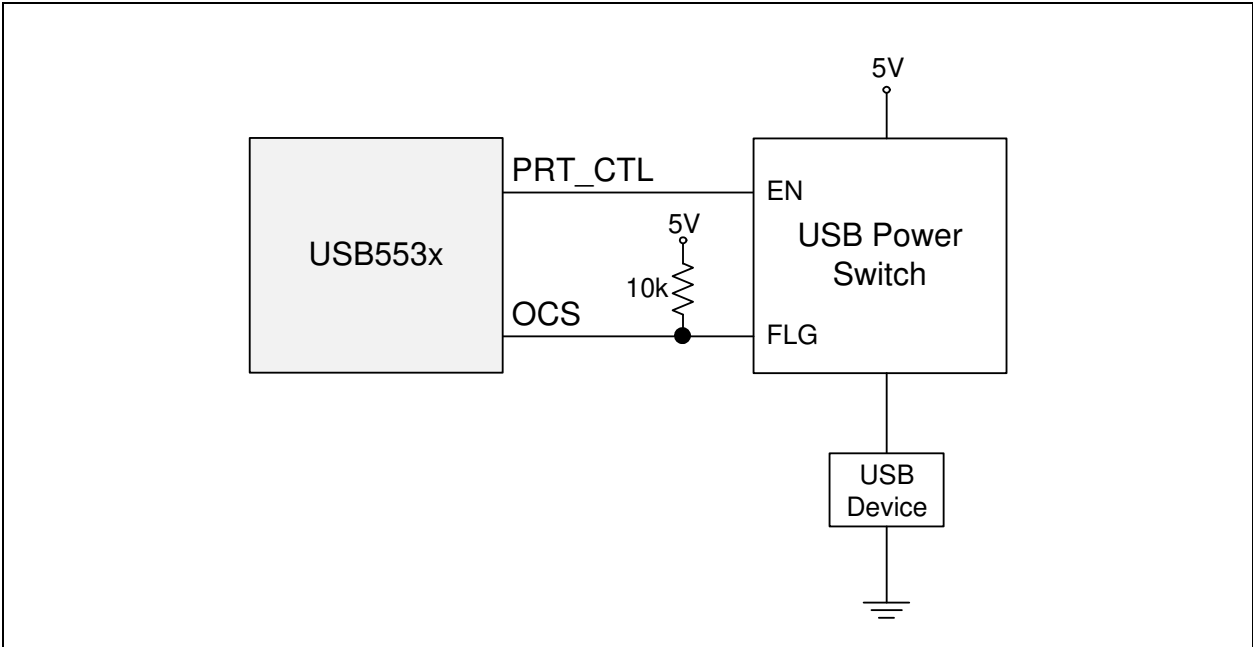 5V
PRT_CTL
EN
USB553x
5V
USB Power
Switch
10k
OCS
FLG
USB
Device